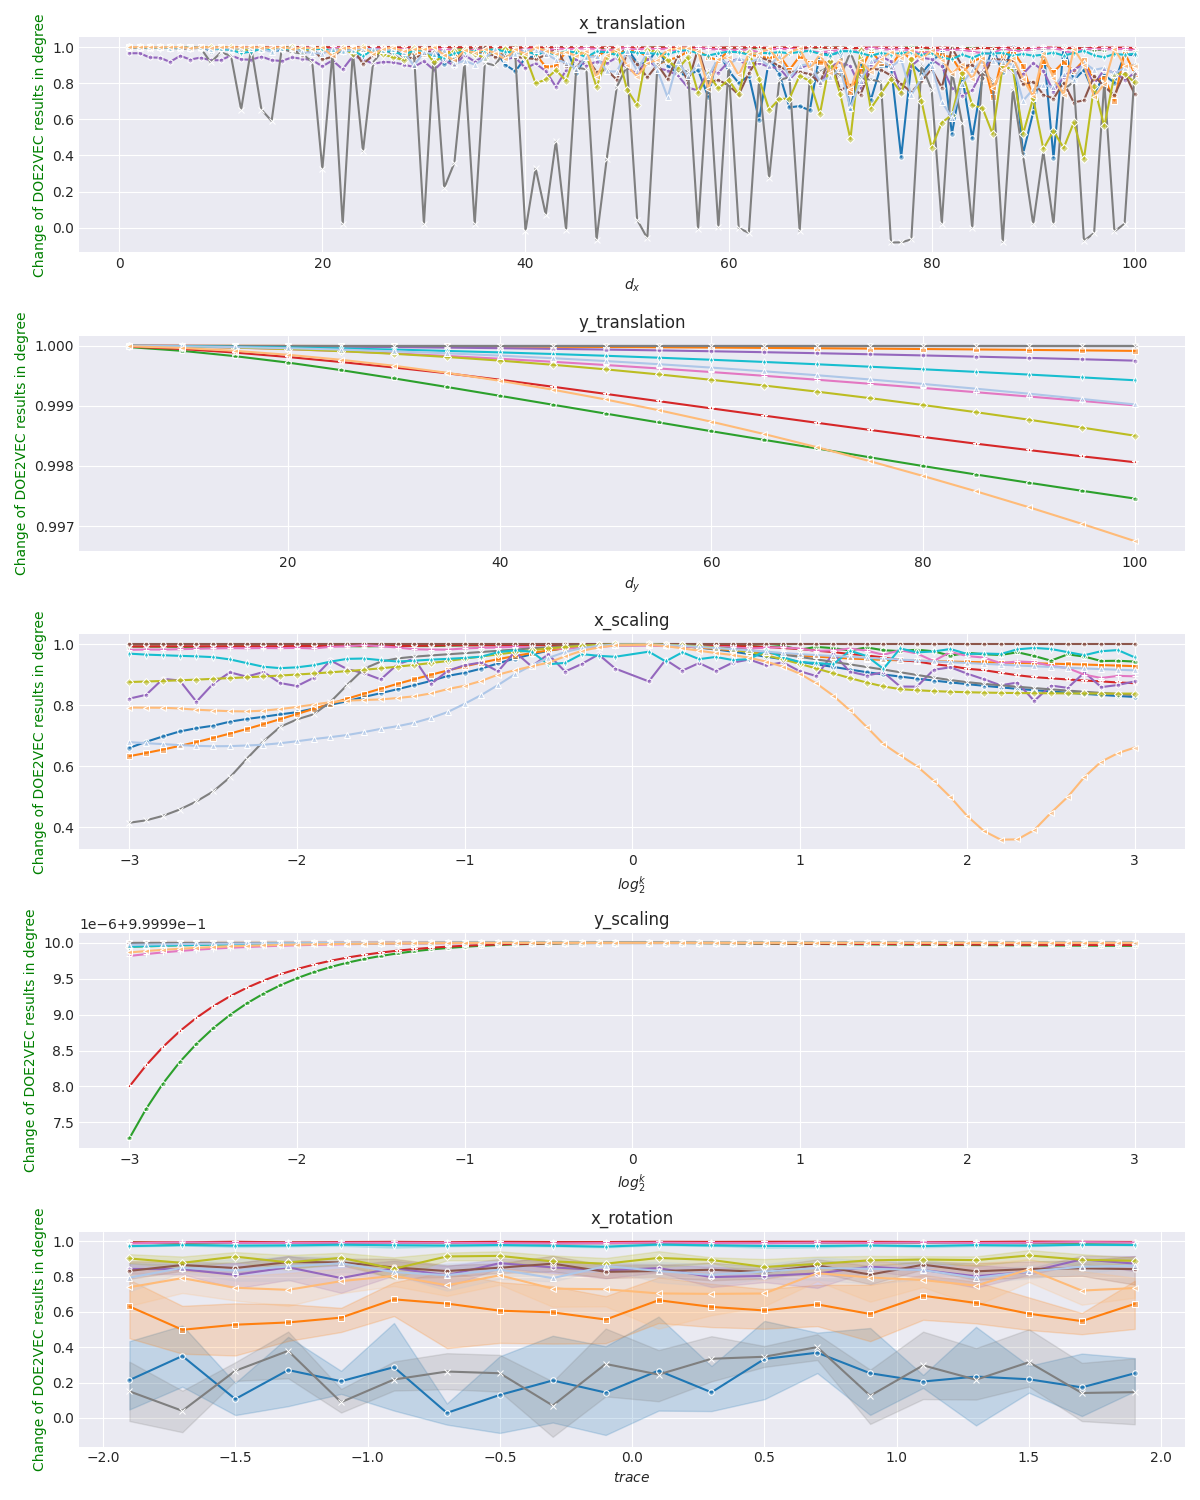 x_translation
Change of DOE2VEC results in degree
1.0
0.8
0.6
0.4
0.2
0.0
0 20 40 60 80 100
d_x
y_translation
Change of DOE2VEC results in degree
1.000
0.999
0.998
0.997
20 40 60 80 100
d_y
x_scaling
Change of DOE2VEC results in degree
1.0
0.8
0.6
0.4
−3 −2 −1 0 1 2 3
log_2^k
y_scaling
1e−6+9.9999e−1
Change of DOE2VEC results in degree
10.0
9.5
9.0
8.5
8.0
7.5
−3 −2 −1 0 1 2 3
log_2^k
x_rotation
Change of DOE2VEC results in degree
1.0
0.8
0.6
0.4
0.2
0.0
−2.0 −1.5 −1.0 −0.5 0.0 0.5 1.0 1.5 2.0
trace